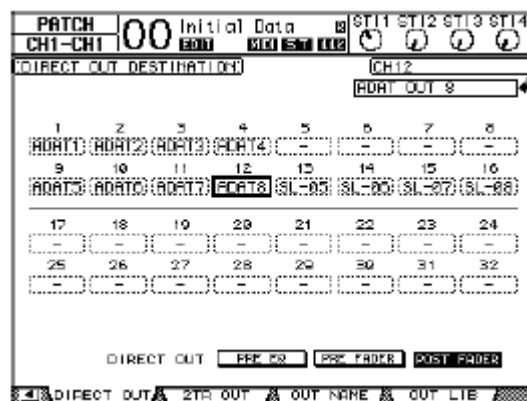 PATCH 00 Initial Data ST11 ST12 ST13 ST14
CH1-CH1 EDIT
DIRECT OUT DESTINATION CH12
ADAT OUT 8
1 2 3 4 5 6 7 8
ADAT1 ADAT2 ADAT3 ADAT4 - - - -
9 10 11 12 13 14 15 16
ADAT5 ADAT6 ADAT7 ADAT8 SL-05 SL-06 SL-07 SL-08
17 18 19 20 21 22 23 24
- - - - - - - -
25 26 27 28 29 30 31 32
- - - - - - - -
DIRECT OUT PRE EQ PRE FADER POST FADER
DIRECT OUT 2TR OUT OUT NAME OUT LIB